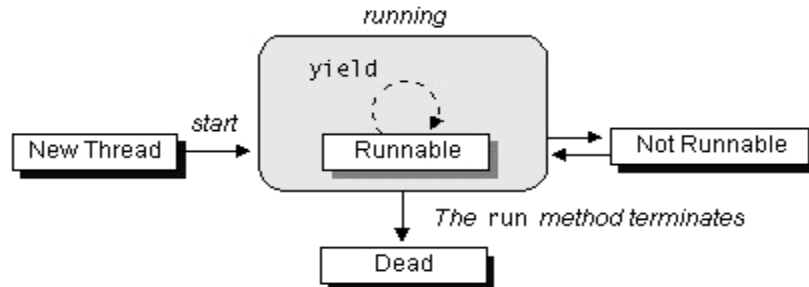 running
yield
start
New Thread
Runnable
Not Runnable
The run method terminates
Dead